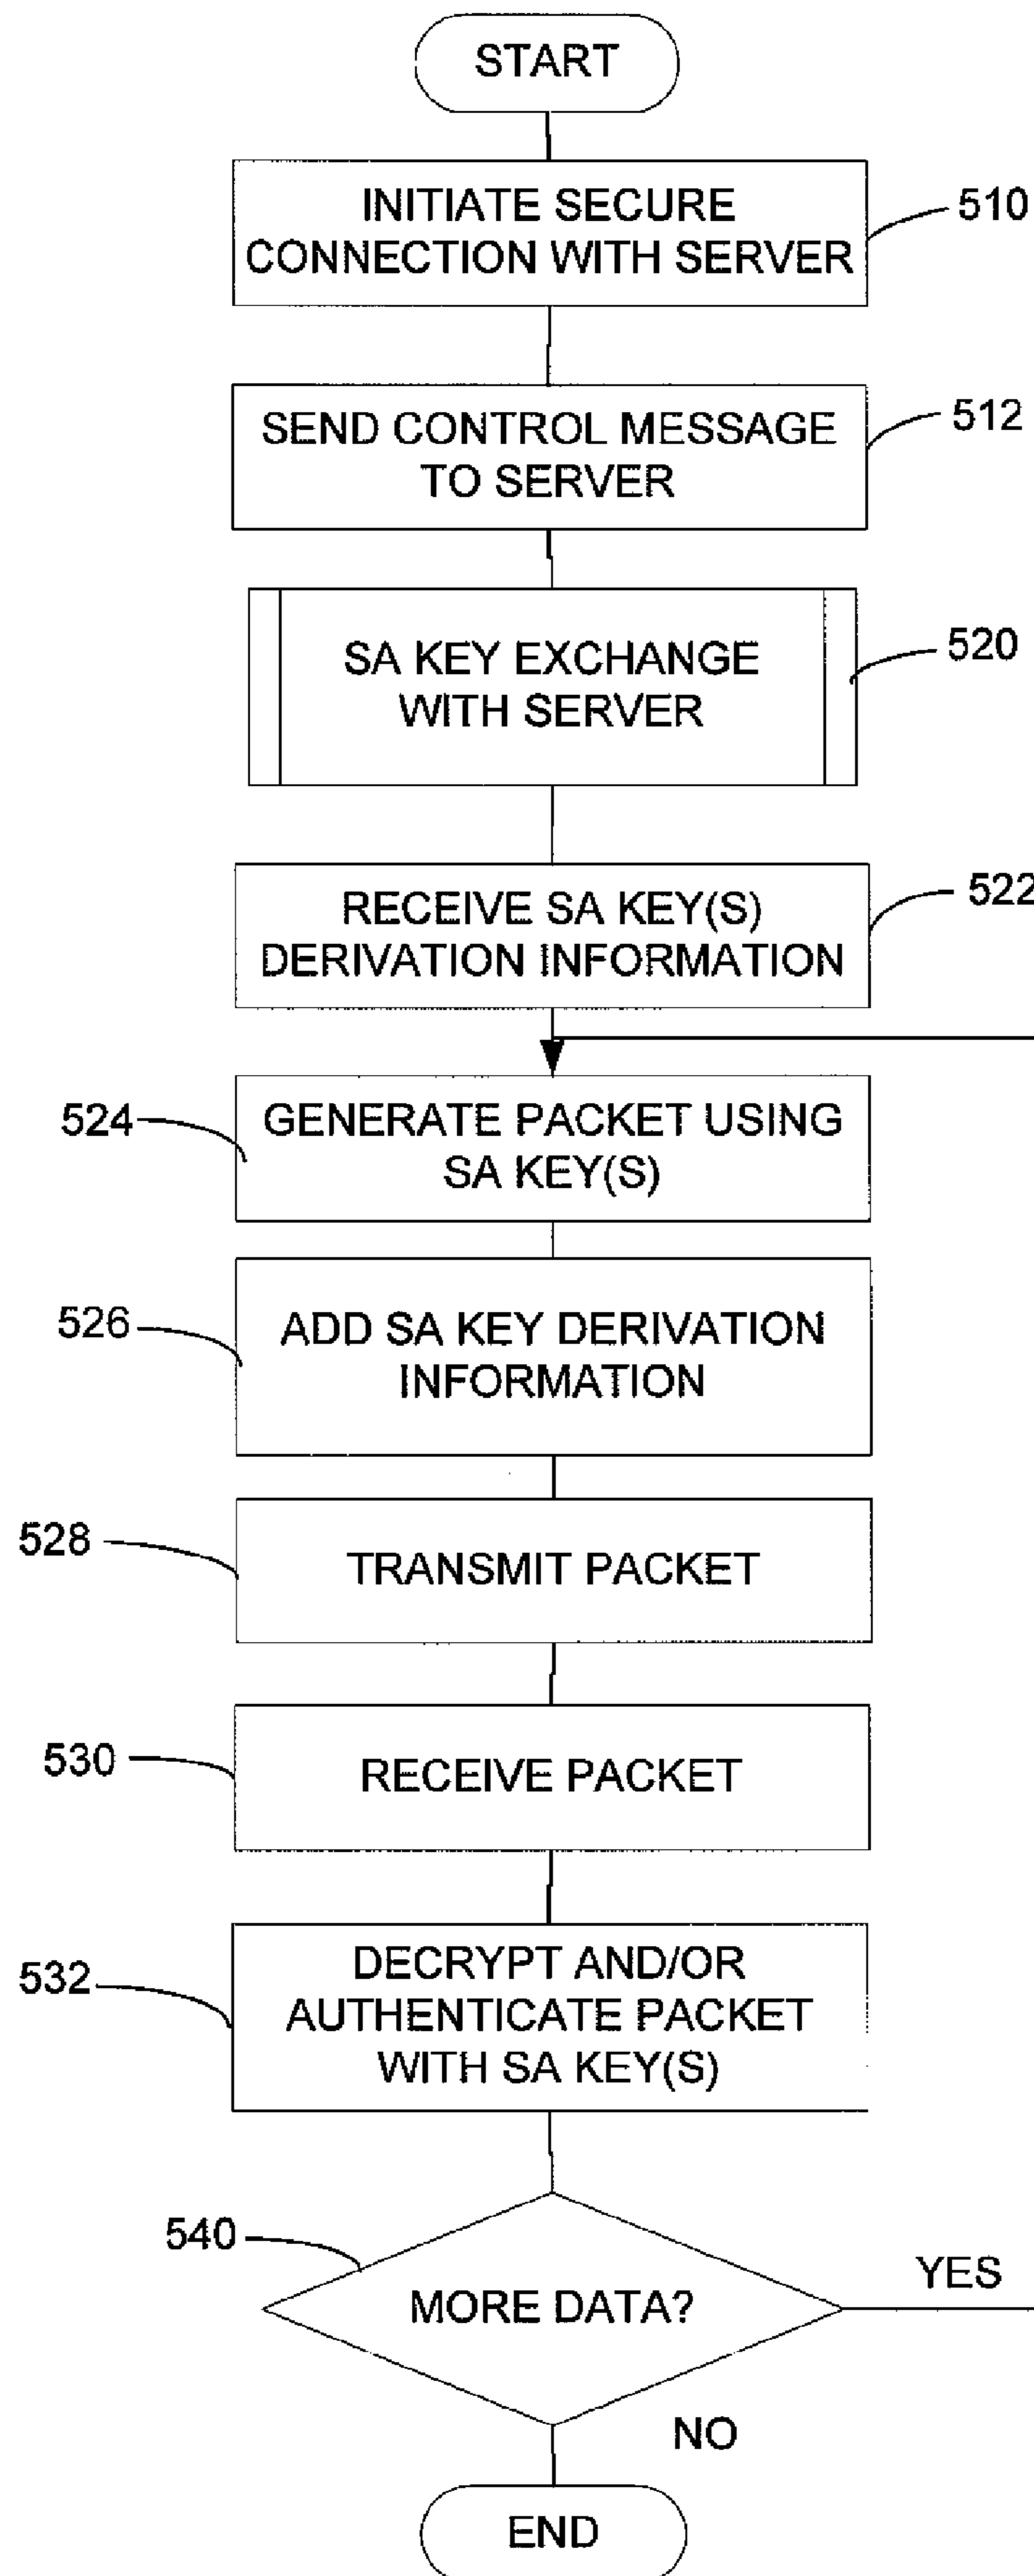 START
INITIATE SECURE
CONNECTION WITH SERVER
510
SEND CONTROL MESSAGE
TO SERVER
512
SA KEY EXCHANGE
WITH SERVER
520
RECEIVE SA KEY(S)
DERIVATION INFORMATION
522
524
GENERATE PACKET USING
SA KEY(S)
526
ADD SA KEY DERIVATION
INFORMATION
528
TRANSMIT PACKET
530
RECEIVE PACKET
532
DECRYPT AND/OR
AUTHENTICATE PACKET
WITH SA KEY(S)
540
MORE DATA?
YES
NO
END